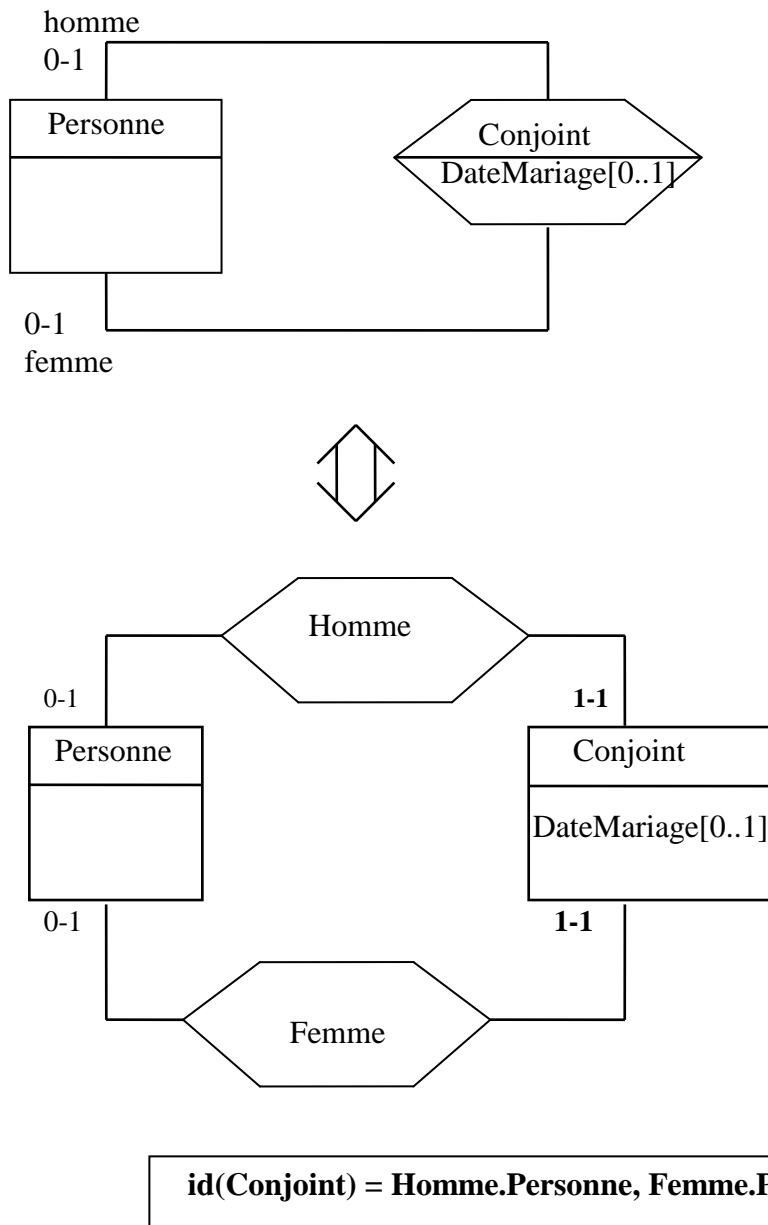 homme
0-1
Personne
Conjoint
DateMariage[0..1]
0-1
femme
Homme
0-1
1-1
Personne
Conjoint
DateMariage[0..1]
0-1
1-1
Femme
id(Conjoint) = Homme.Personne, Femme.P